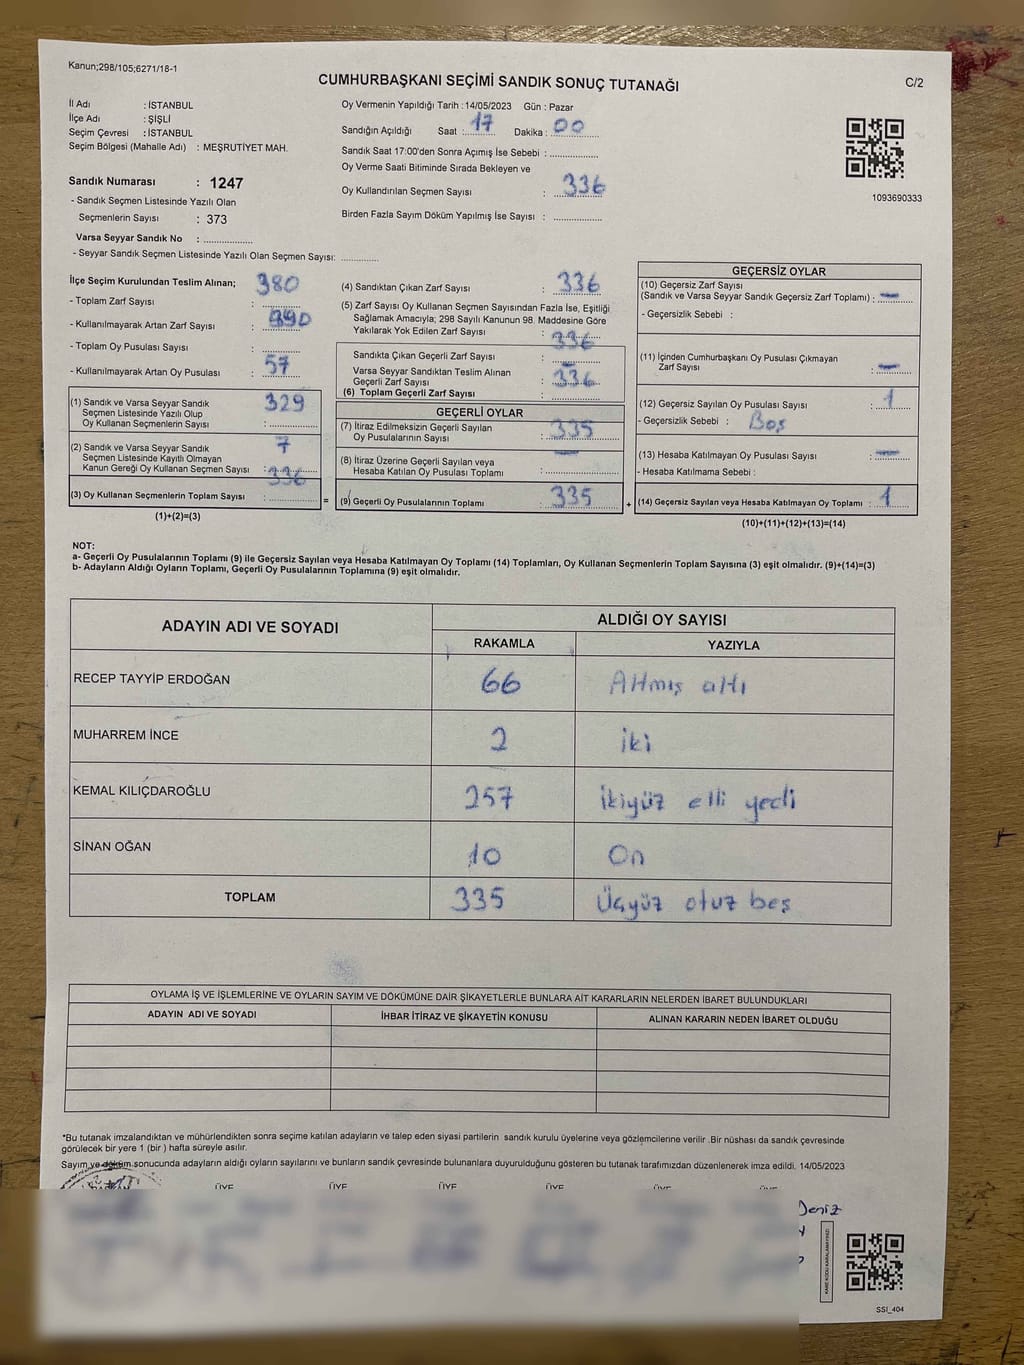 Kanun;298/105;6271/18-1
CUMHURBAŞKANI SEÇİMİ SANDIK SONUÇ TUTANAĞI
C/2
İl Adı : İSTANBUL
İlçe Adı : ŞİŞLİ
Seçim Çevresi : İSTANBUL
Seçim Bölgesi (Mahalle Adı) : MEŞRUTİYET MAH.
Sandık Numarası : 1247
- Sandık Seçmen Listesinde Yazılı Olan
Seçmenlerin Sayısı : 373
Varsa Seyyar Sandık No : ..................
- Seyyar Sandık Seçmen Listesinde Yazılı Olan Seçmen Sayısı: ..............
Oy Vermenin Yapıldığı Tarih : 14/05/2023 Gün : Pazar
Sandığın Açıldığı Saat : 17 Dakika : 00
Sandık Saat 17:00'den Sonra Açımış İse Sebebi : ..................
Oy Verme Saati Bitiminde Sırada Bekleyen ve
Oy Kullandırılan Seçmen Sayısı : 336
Birden Fazla Sayım Döküm Yapılmış İse Sayısı : ..................
1093690333
İlçe Seçim Kurulundan Teslim Alınan; 380
- Toplam Zarf Sayısı :
- Kullanılmayarak Artan Zarf Sayısı :
- Toplam Oy Pusulası Sayısı :
- Kullanılmayarak Artan Oy Pusulası : 57
(1) Sandık ve Varsa Seyyar Sandık 329
Seçmen Listesinde Yazılı Olup
Oy Kullanan Seçmenlerin Sayısı :
(2) Sandık ve Varsa Seyyar Sandık 7
Seçmen Listesinde Kayıtlı Olmayan
Kanun Gereği Oy Kullanan Seçmen Sayısı :
336
(3) Oy Kullanan Seçmenlerin Toplam Sayısı : =
(1)+(2)=(3)
(4) Sandıktan Çıkan Zarf Sayısı : 336
(5) Zarf Sayısı Oy Kullanan Seçmen Sayısından Fazla İse, Eşitliği
Sağlamak Amacıyla; 298 Sayılı Kanunun 98. Maddesine Göre
Yakılarak Yok Edilen Zarf Sayısı :
336
Sandıkta Çıkan Geçerli Zarf Sayısı :
Varsa Seyyar Sandıktan Teslim Alınan
Geçerli Zarf Sayısı : 336
(6) Toplam Geçerli Zarf Sayısı :
GEÇERLİ OYLAR
(7) İtiraz Edilmeksizin Geçerli Sayılan
Oy Pusulalarının Sayısı : 335
(8) İtiraz Üzerine Geçerli Sayılan veya —
Hesaba Katılan Oy Pusulası Toplamı :
(9) Geçerli Oy Pusulalarının Toplamı : 335 +
GEÇERSİZ OYLAR
(10) Geçersiz Zarf Sayısı
(Sandık ve Varsa Seyyar Sandık Geçersiz Zarf Toplamı) : —
- Geçersizlik Sebebi :
(11) İçinden Cumhurbaşkanı Oy Pusulası Çıkmayan
Zarf Sayısı : —
(12) Geçersiz Sayılan Oy Pusulası Sayısı : 1
- Geçersizlik Sebebi : Boş
(13) Hesaba Katılmayan Oy Pusulası Sayısı : —
- Hesaba Katılmama Sebebi :
(14) Geçersiz Sayılan veya Hesaba Katılmayan Oy Toplamı : 1
(10)+(11)+(12)+(13)=(14)
NOT:
a- Geçerli Oy Pusulalarının Toplamı (9) ile Geçersiz Sayılan veya Hesaba Katılmayan Oy Toplamı (14) Toplamları, Oy Kullanan Seçmenlerin Toplam Sayısına (3) eşit olmalıdır. (9)+(14)=(3)
b- Adayların Aldığı Oyların Toplamı, Geçerli Oy Pusulalarının Toplamına (9) eşit olmalıdır.
ADAYIN ADI VE SOYADI ALDIĞI OY SAYISI
RAKAMLA YAZIYLA
RECEP TAYYİP ERDOĞAN 66 Altmış altı
MUHARREM İNCE 2 iki
KEMAL KILIÇDAROĞLU 257 ikiyüz elli yedi
SİNAN OĞAN 10 On
TOPLAM 335 Üçyüz otuz beş
OYLAMA İŞ VE İŞLEMLERİNE VE OYLARIN SAYIM VE DÖKÜMÜNE DAİR ŞİKAYETLERLE BUNLARA AİT KARARLARIN NELERDEN İBARET BULUNDUKLARI
ADAYIN ADI VE SOYADI İHBAR İTİRAZ VE ŞİKAYETİN KONUSU ALINAN KARARIN NEDEN İBARET OLDUĞU
*Bu tutanak imzalandıktan ve mühürlendikten sonra seçime katılan adayların ve talep eden siyasi partilerin sandık kurulu üyelerine veya gözlemcilerine verilir .Bir nüshası da sandık çevresinde
görülecek bir yere 1 (bir ) hafta süreyle asılır.
Sayım ve döküm sonucunda adayların aldığı oyların sayılarını ve bunların sandık çevresinde bulunanlara duyurulduğunu gösteren bu tutanak tarafımızdan düzenlenerek imza edildi. 14/05/2023
ÜYE ÜYE ÜYE ÜYE ÜYE
Deniz
KARE KODU KARALAMAYINIZ!
SSI_404